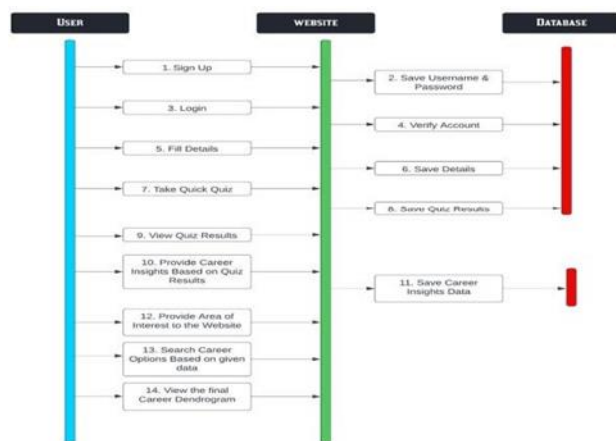 USER
WEBSITE
DATABASE
1. Sign Up
2. Save Username &
Password
3. Login
4. Verify Account
5. Fill Details
6. Save Details
7. Take Quick Quiz
8. Save Quiz Results
9. View Quiz Results
10. Provide Career
Insights Based on Quiz
Results
11. Save Career
Insights Data
12. Provide Area of
Interest to the Website
13. Search Career
Options Based on given
data
14. View the final
Career Dendrogram